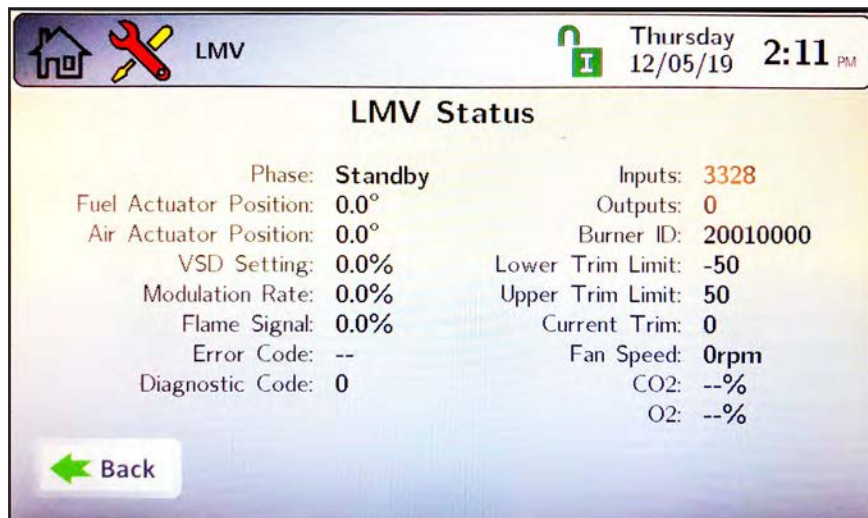 LMV
Thursday
12/05/19
2:11 PM
LMV Status
Phase: Standby
Fuel Actuator Position: 0.0°
Air Actuator Position: 0.0°
VSD Setting: 0.0%
Modulation Rate: 0.0%
Flame Signal: 0.0%
Error Code: --
Diagnostic Code: 0
Inputs: 3328
Outputs: 0
Burner ID: 20010000
Lower Trim Limit: -50
Upper Trim Limit: 50
Current Trim: 0
Fan Speed: 0rpm
CO2: --%
O2: --%
Back